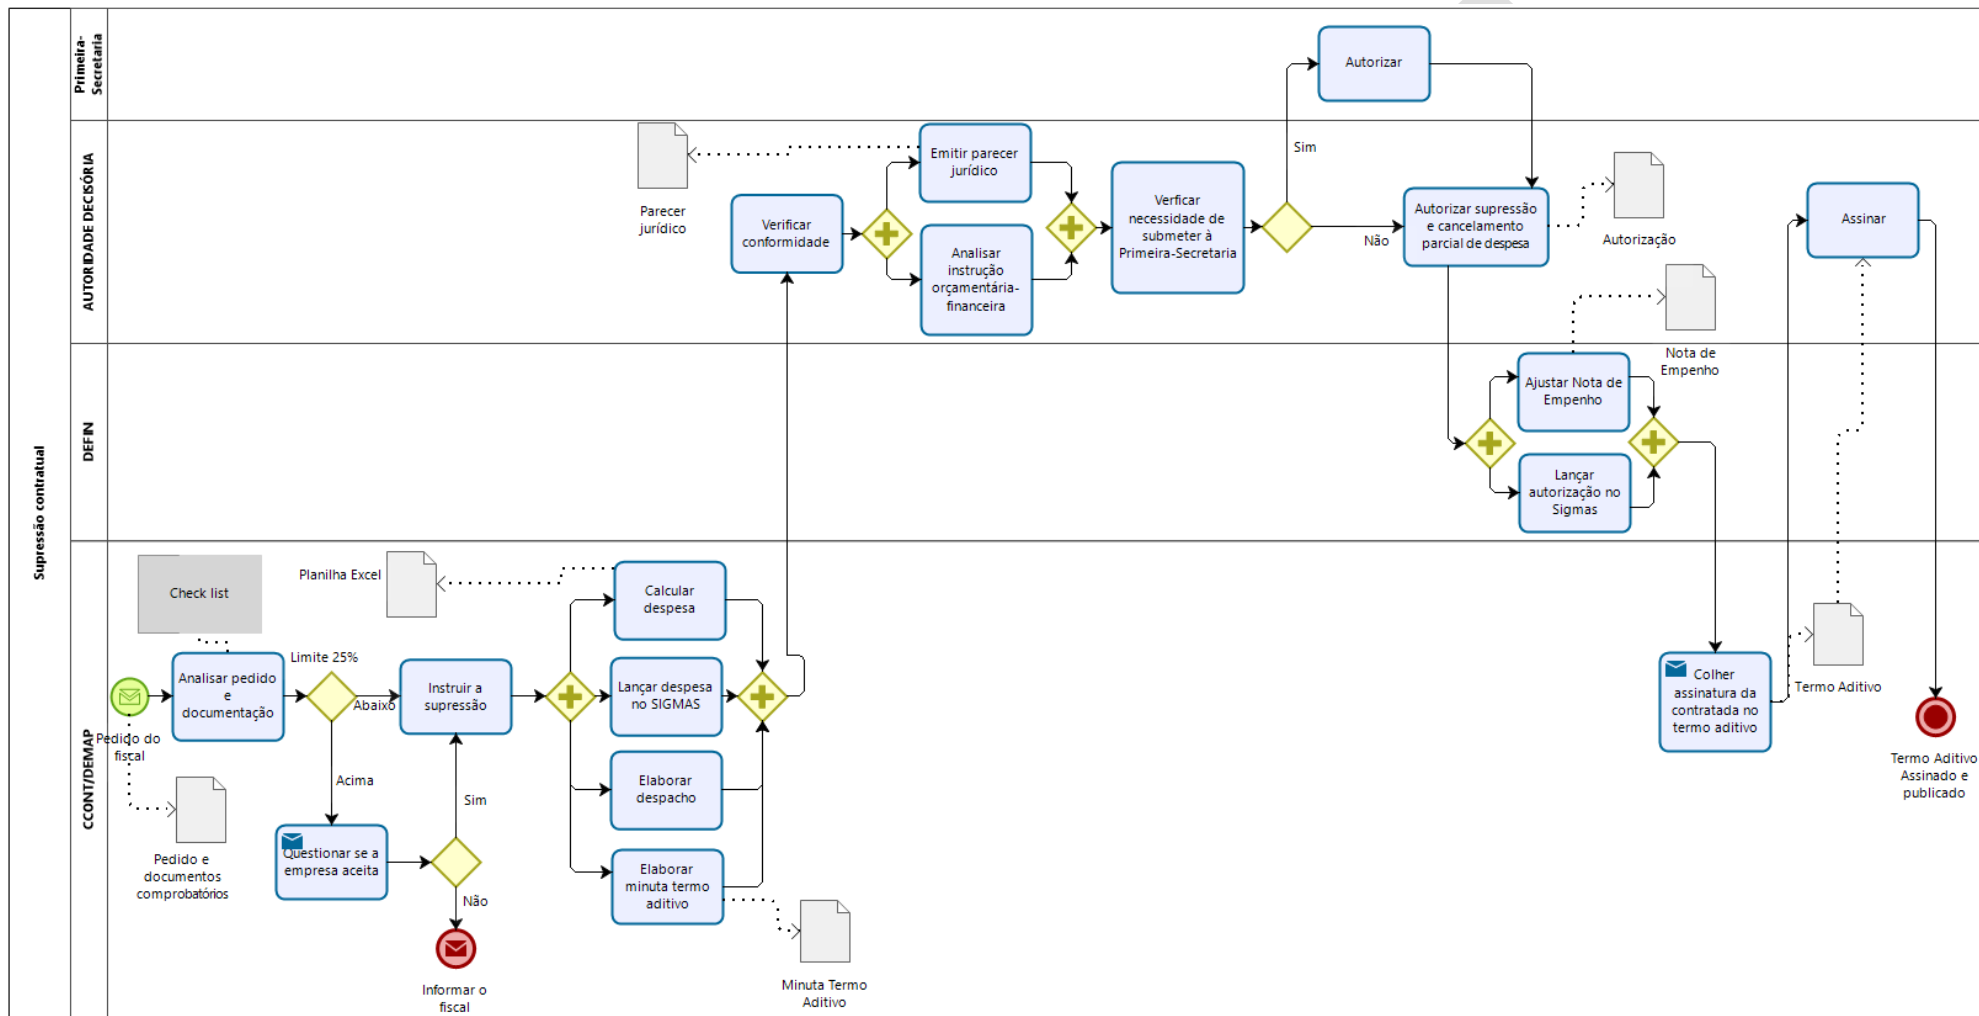 Supressão contratual
Primeira-
Secretaria
Autorizar
Sim
AUTORIDADE DECISÓRIA
Parecer
jurídico
Emitir parecer
jurídico
Verificar
conformidade
Analisar
instrução
orçamentária-
financeira
Verficar
necessidade de
submeter à
Primeira-Secretaria
Não
Autorizar supressão
e cancelamento
parcial de despesa
Autorização
Assinar
DEFIN
Nota de
Empenho
Ajustar Nota de
Empenho
Lançar
autorização no
Sigmas
CCONT/DEMAP
Check list
Planilha Excel
Pedido do
fiscal
Analisar pedido
e
documentação
Limite 25%
Abaixo
Acima
Instruir a
supressão
Calcular
despesa
Lançar despesa
no SIGMAS
Elaborar
despacho
Elaborar
minuta termo
aditivo
Pedido e
documentos
comprobatórios
Questionar se a
empresa aceita
Sim
Não
Informar o
fiscal
Minuta Termo
Aditivo
Colher
assinatura da
contratada no
termo aditivo
Termo Aditivo
Termo Aditivo
Assinado e
publicado